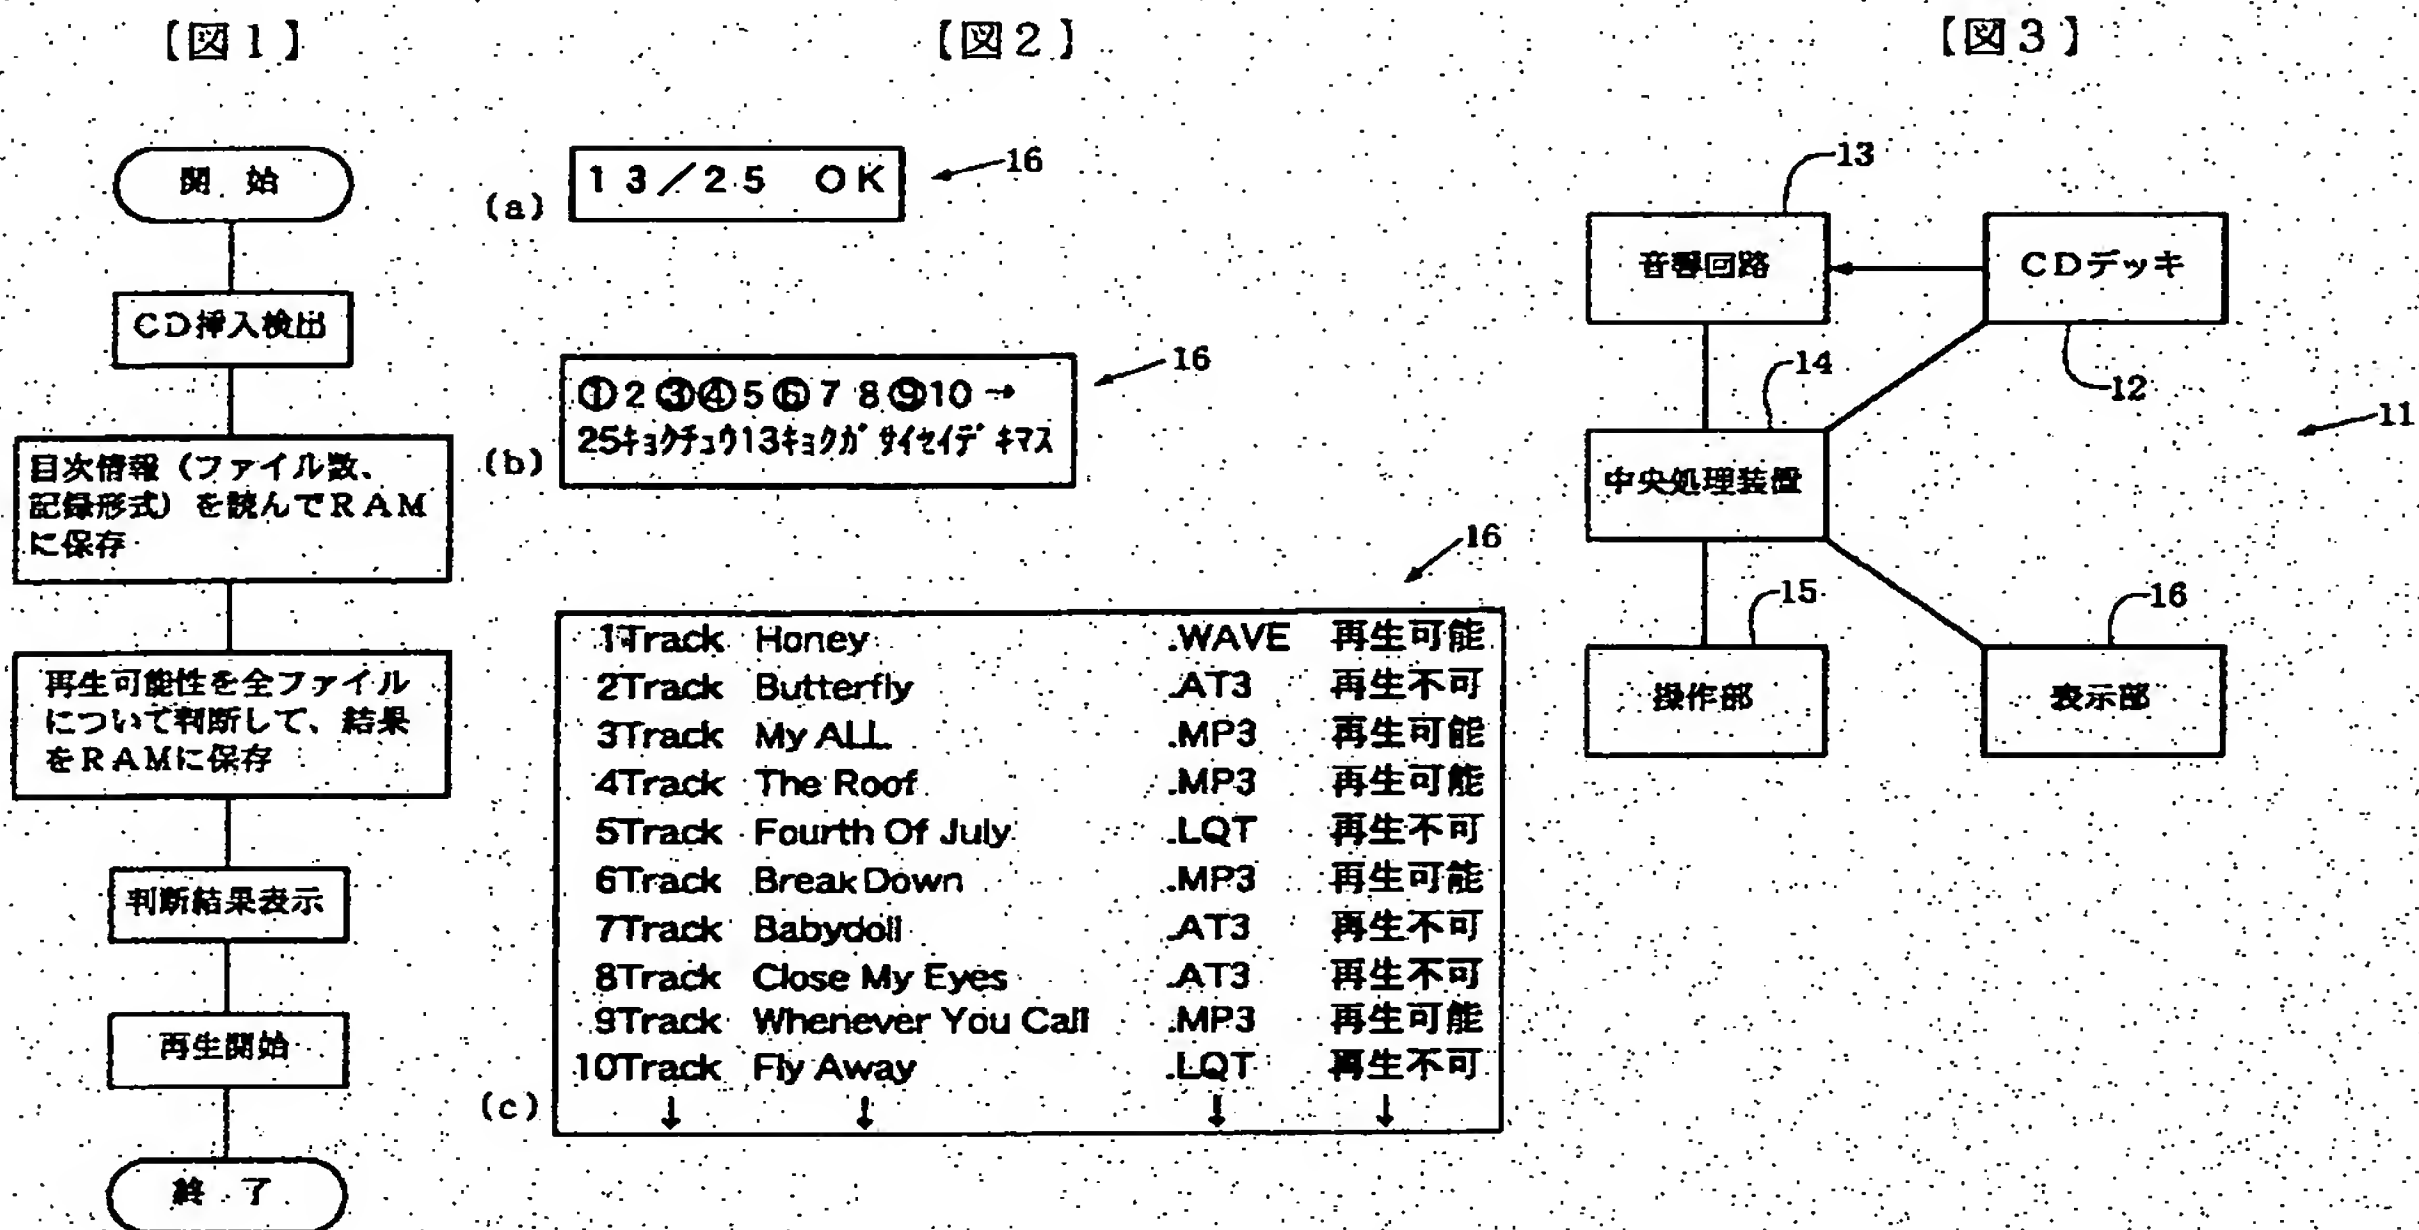 【図1】
開 始
CD挿入検出
目次情報（ファイル数、
記録形式）を読んでRAM
に保存
再生可能性を全ファイル
について判断して、結果
をRAMに保存
判断結果表示
再生開始
終 了
【図2】
(a)
13／25 OK
16
(b)
①2③④5⑥78⑨10→
25ｷｮｸﾁｭｳ13ｷｮｸｶﾞｻｲｾｲﾃﾞｷﾏｽ
16
(c)
16
1Track Honey .WAVE 再生可能
2Track Butterfly .AT3 再生不可
3Track My ALL .MP3 再生可能
4Track The Roof .MP3 再生可能
5Track Fourth Of July .LQT 再生不可
6Track Break Down .MP3 再生可能
7Track Babydoll .AT3 再生不可
8Track Close My Eyes .AT3 再生不可
9Track Whenever You Call .MP3 再生可能
10Track Fly Away .LQT 再生不可
↓ ↓ ↓ ↓
【図3】
13
音響回路
CDデッキ
12
14
11
中央処理装置
15
操作部
16
表示部